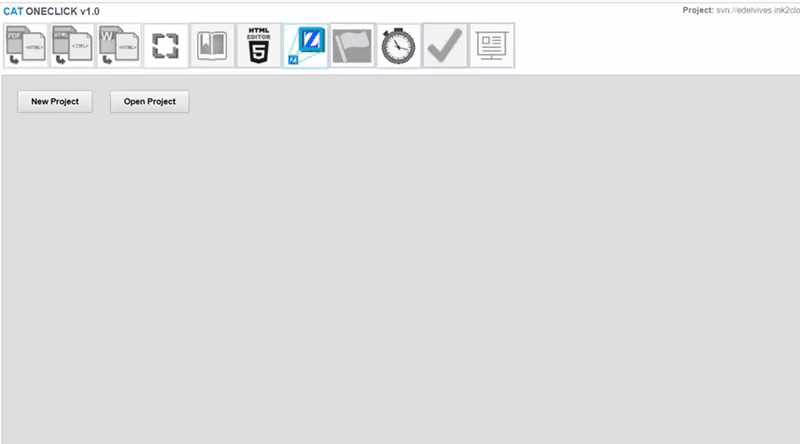 CAT ONECLICK v1.0
Project: svn://edelvives.ink2clo
PDF
<HTML>
HTML
W
<HTML>
HTML
EDITOR
5
Z
Z
New Project
Open Project